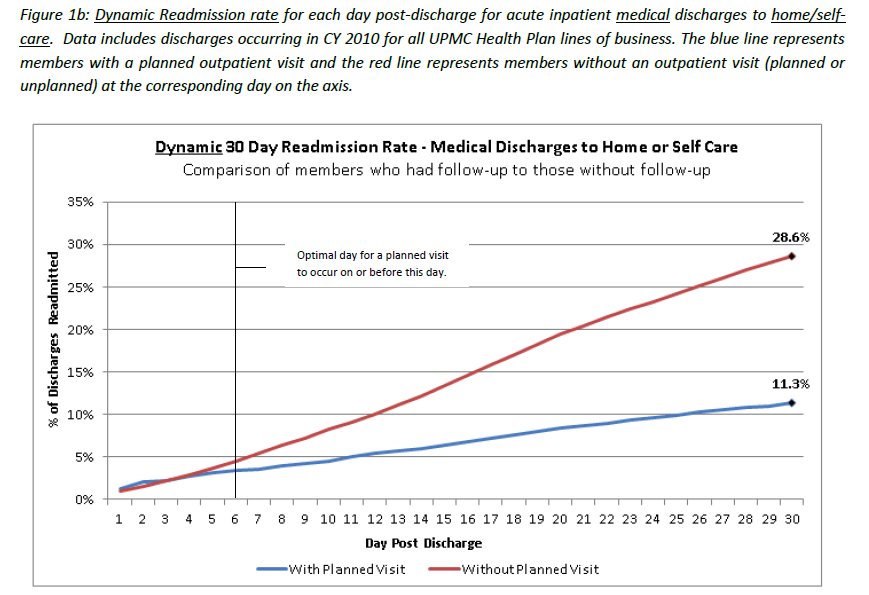 Figure 1b: Dynamic Readmission rate for each day post-discharge for acute inpatient medical discharges to home/self-
care. Data includes discharges occurring in CY 2010 for all UPMC Health Plan lines of business. The blue line represents
members with a planned outpatient visit and the red line represents members without an outpatient visit (planned or
unplanned) at the corresponding day on the axis.
Dynamic 30 Day Readmission Rate - Medical Discharges to Home or Self Care
Comparison of members who had follow-up to those without follow-up
% of Discharges Readmitted
35%
30%
25%
20%
15%
10%
5%
0%
Optimal day for a planned visit
to occur on or before this day.
28.6%
11.3%
1 2 3 4 5 6 7 8 9 10 11 12 13 14 15 16 17 18 19 20 21 22 23 24 25 26 27 28 29 30
Day Post Discharge
With Planned Visit Without Planned Visit